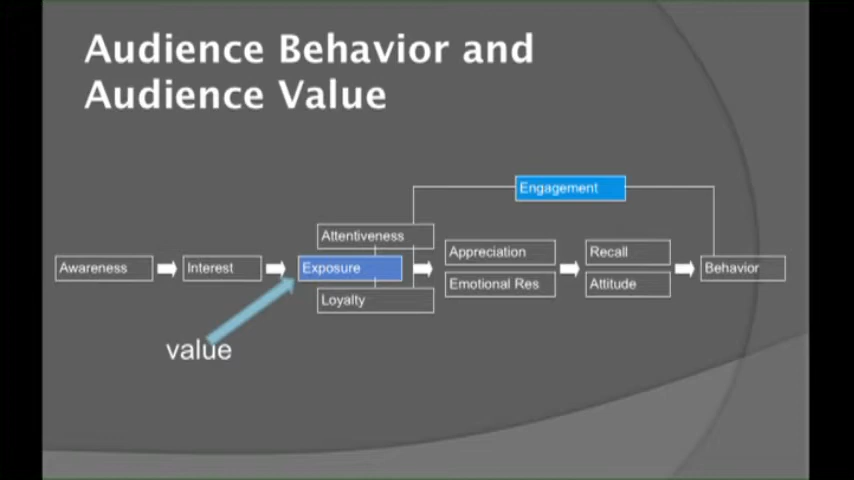 Audience Behavior and
Audience Value
Engagement
Attentiveness
Awareness
Interest
Exposure
Loyalty
Appreciation
Emotional Res
Recall
Attitude
Behavior
value